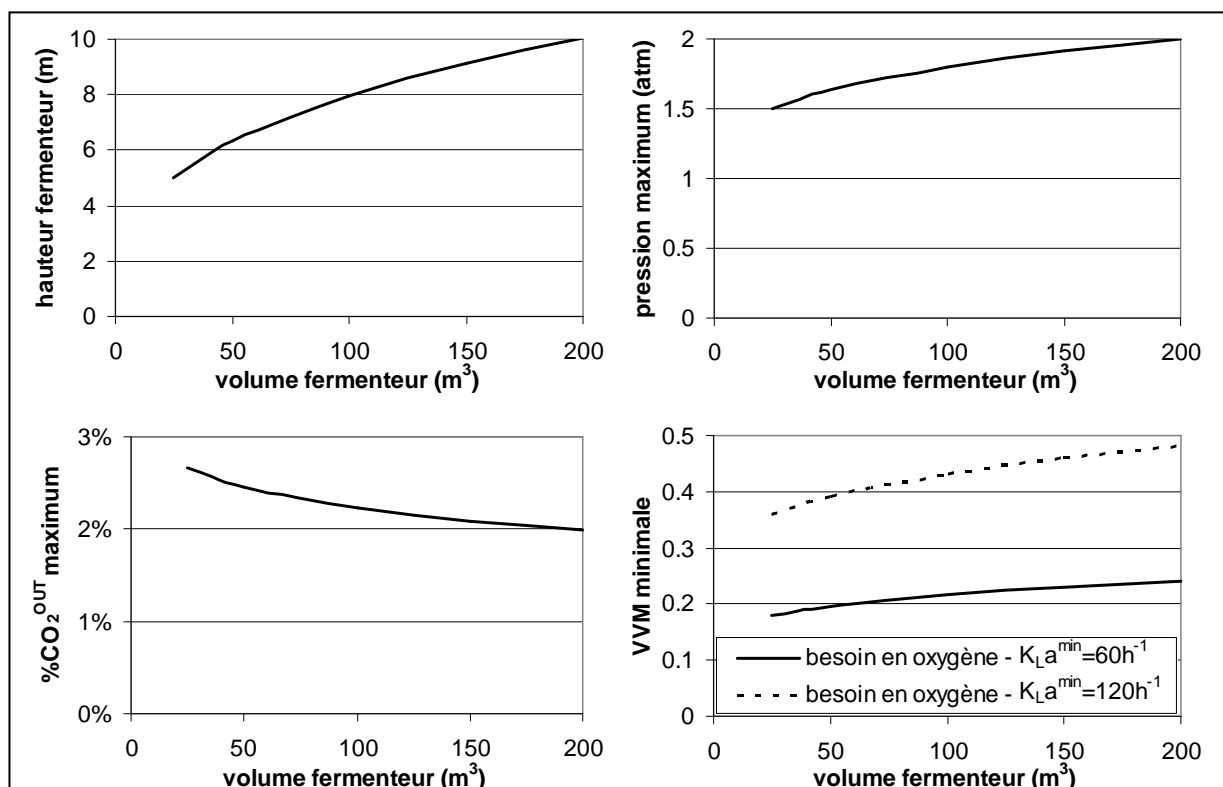 hauteur fermenteur (m)
10
8
6
4
2
0
0 50 100 150 200
volume fermenteur (m³)
pression maximum (atm)
2
1.5
1
0.5
0
0 50 100 150 200
volume fermenteur (m³)
%CO₂ᴼᵁᵀ maximum
3%
2%
1%
0%
0 50 100 150 200
volume fermenteur (m³)
VVM minimale
0.5
0.4
0.3
0.2
0.1
0
besoin en oxygène - K_La^min=60h⁻¹
besoin en oxygène - K_La^min=120h⁻¹
0 50 100 150 200
volume fermenteur (m³)